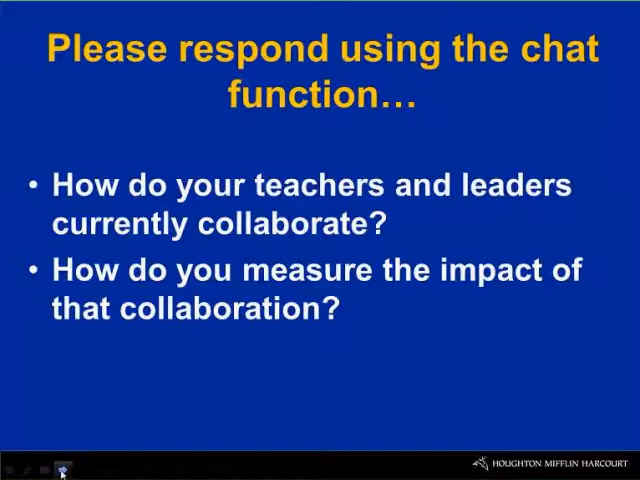 Please respond using the chat
function…
• How do your teachers and leaders
currently collaborate?
• How do you measure the impact of
that collaboration?
HOUGHTON MIFFLIN HARCOURT